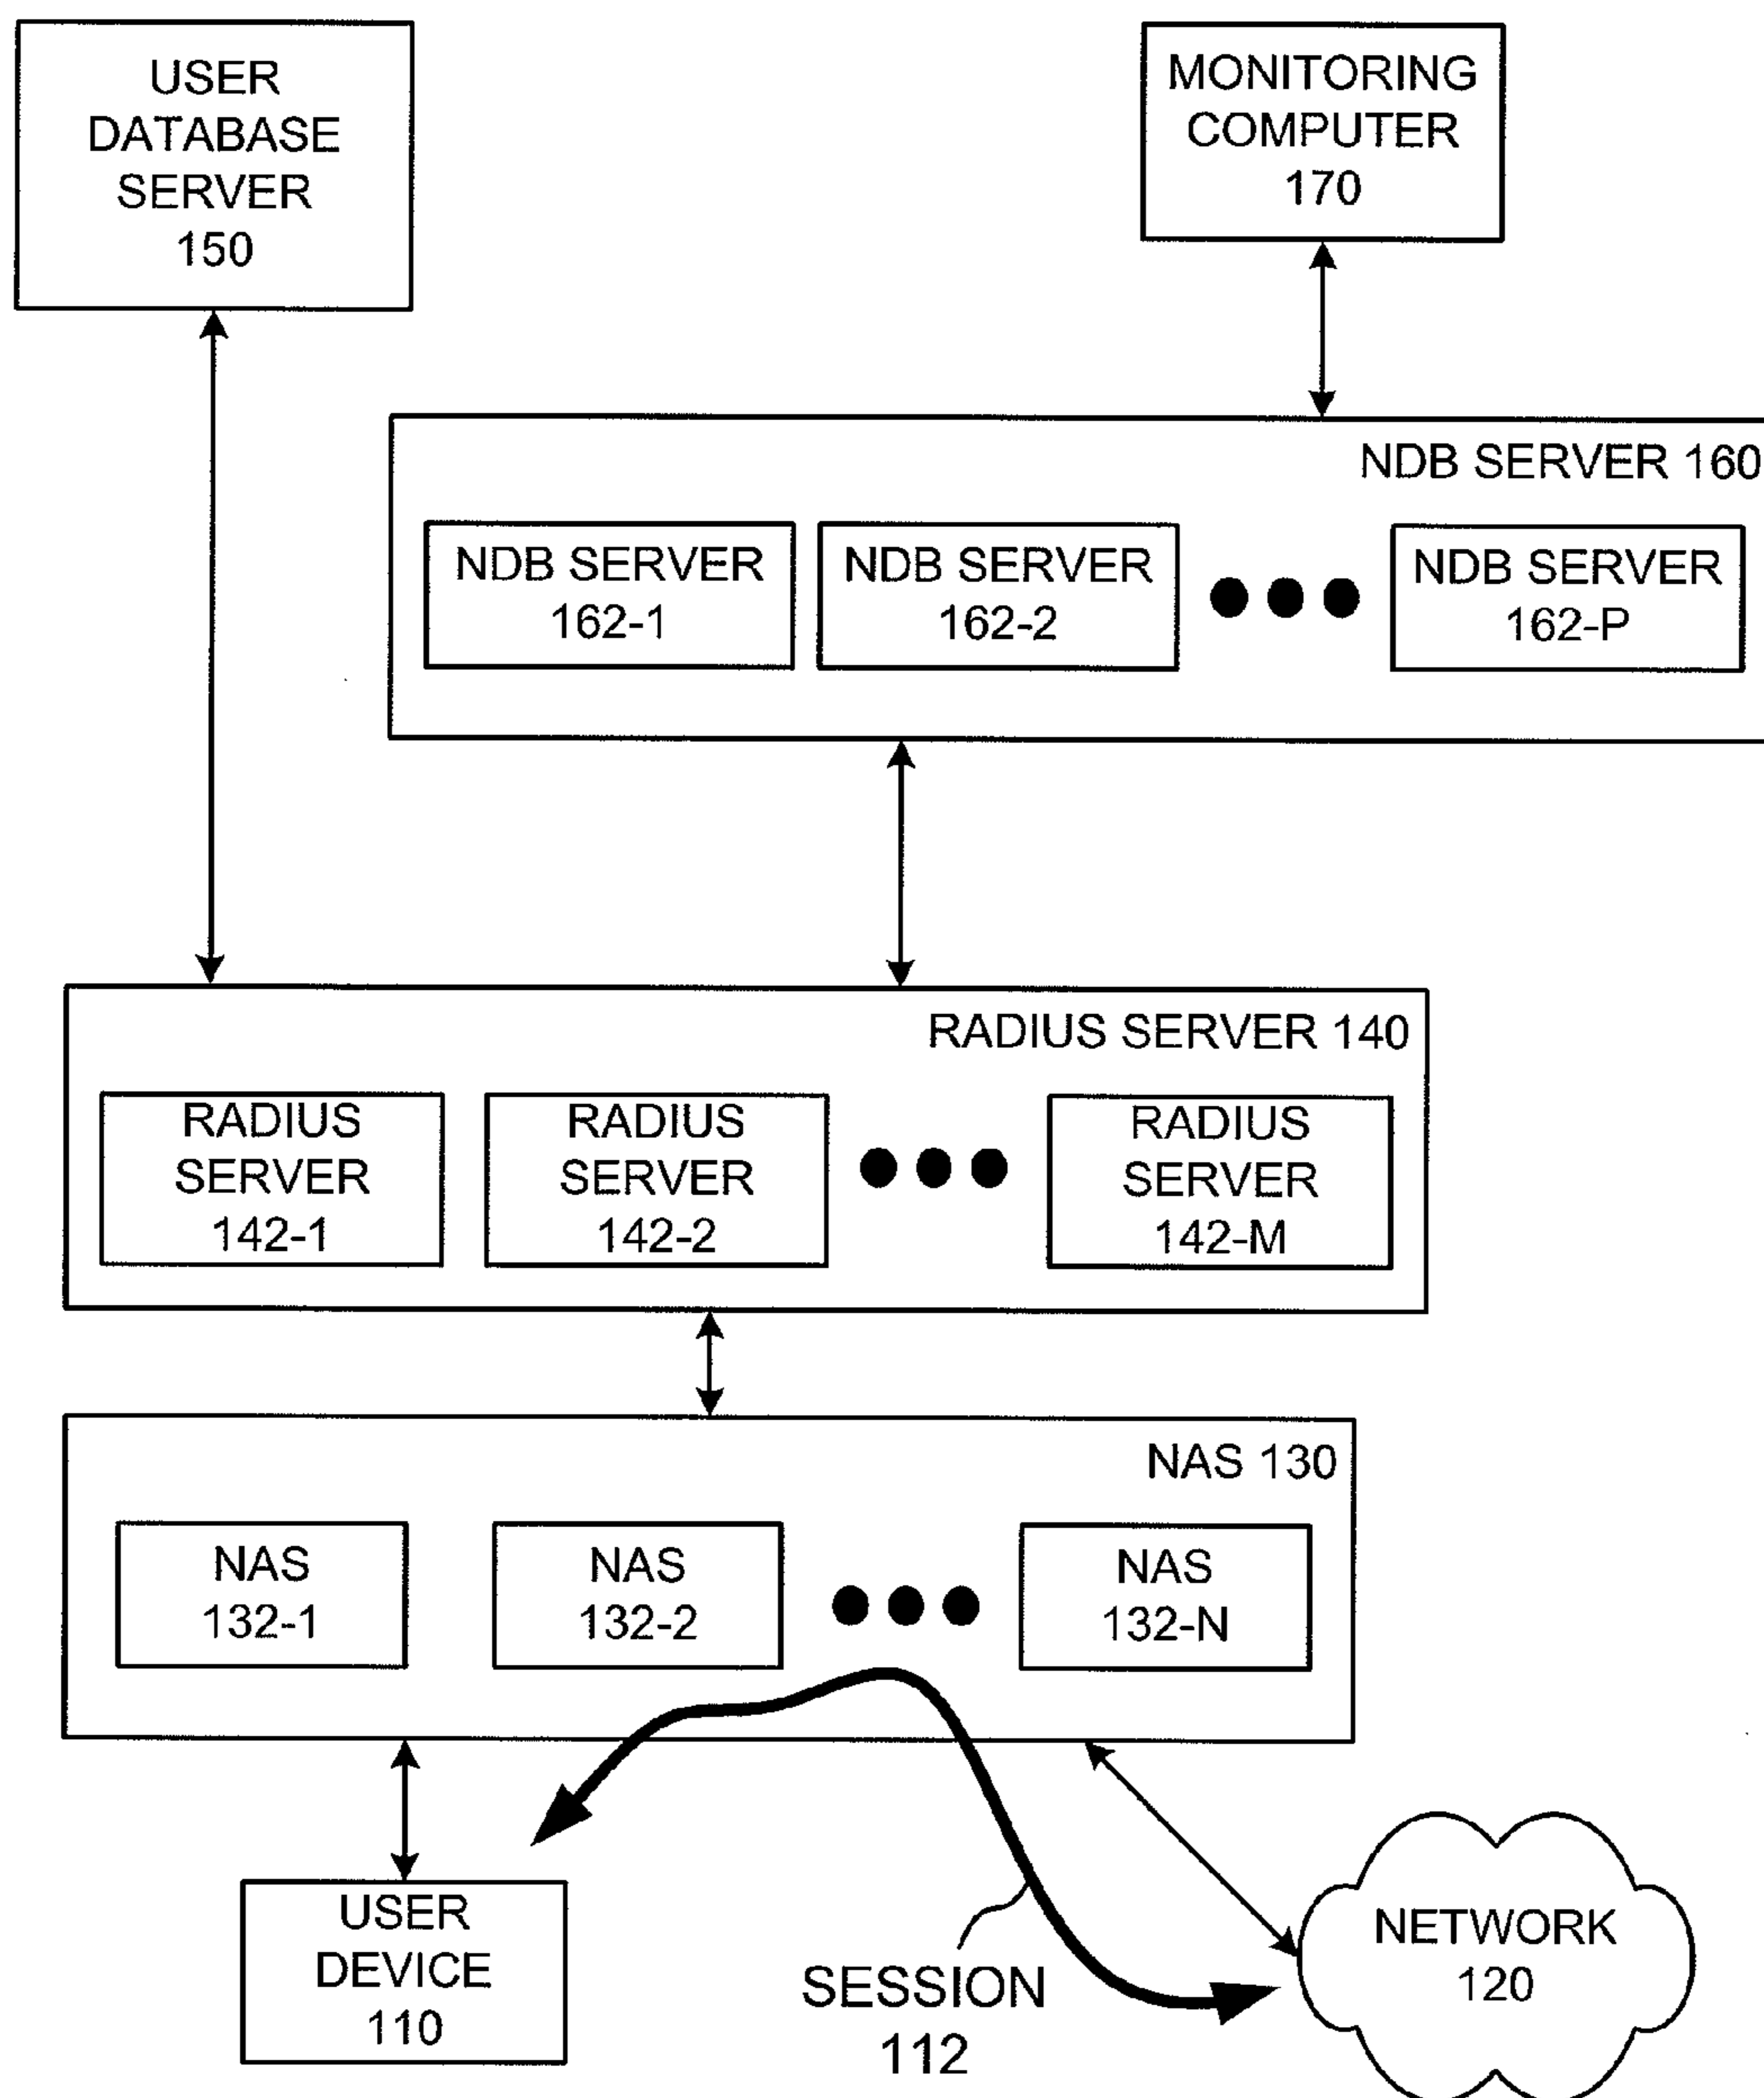 USER
DATABASE
SERVER
150
MONITORING
COMPUTER
170
NDB SERVER 160
NDB SERVER
162-1
NDB SERVER
162-2
NDB SERVER
162-P
RADIUS SERVER 140
RADIUS
SERVER
142-1
RADIUS
SERVER
142-2
RADIUS
SERVER
142-M
NAS 130
NAS
132-1
NAS
132-2
NAS
132-N
USER
DEVICE
110
SESSION
112
NETWORK
120